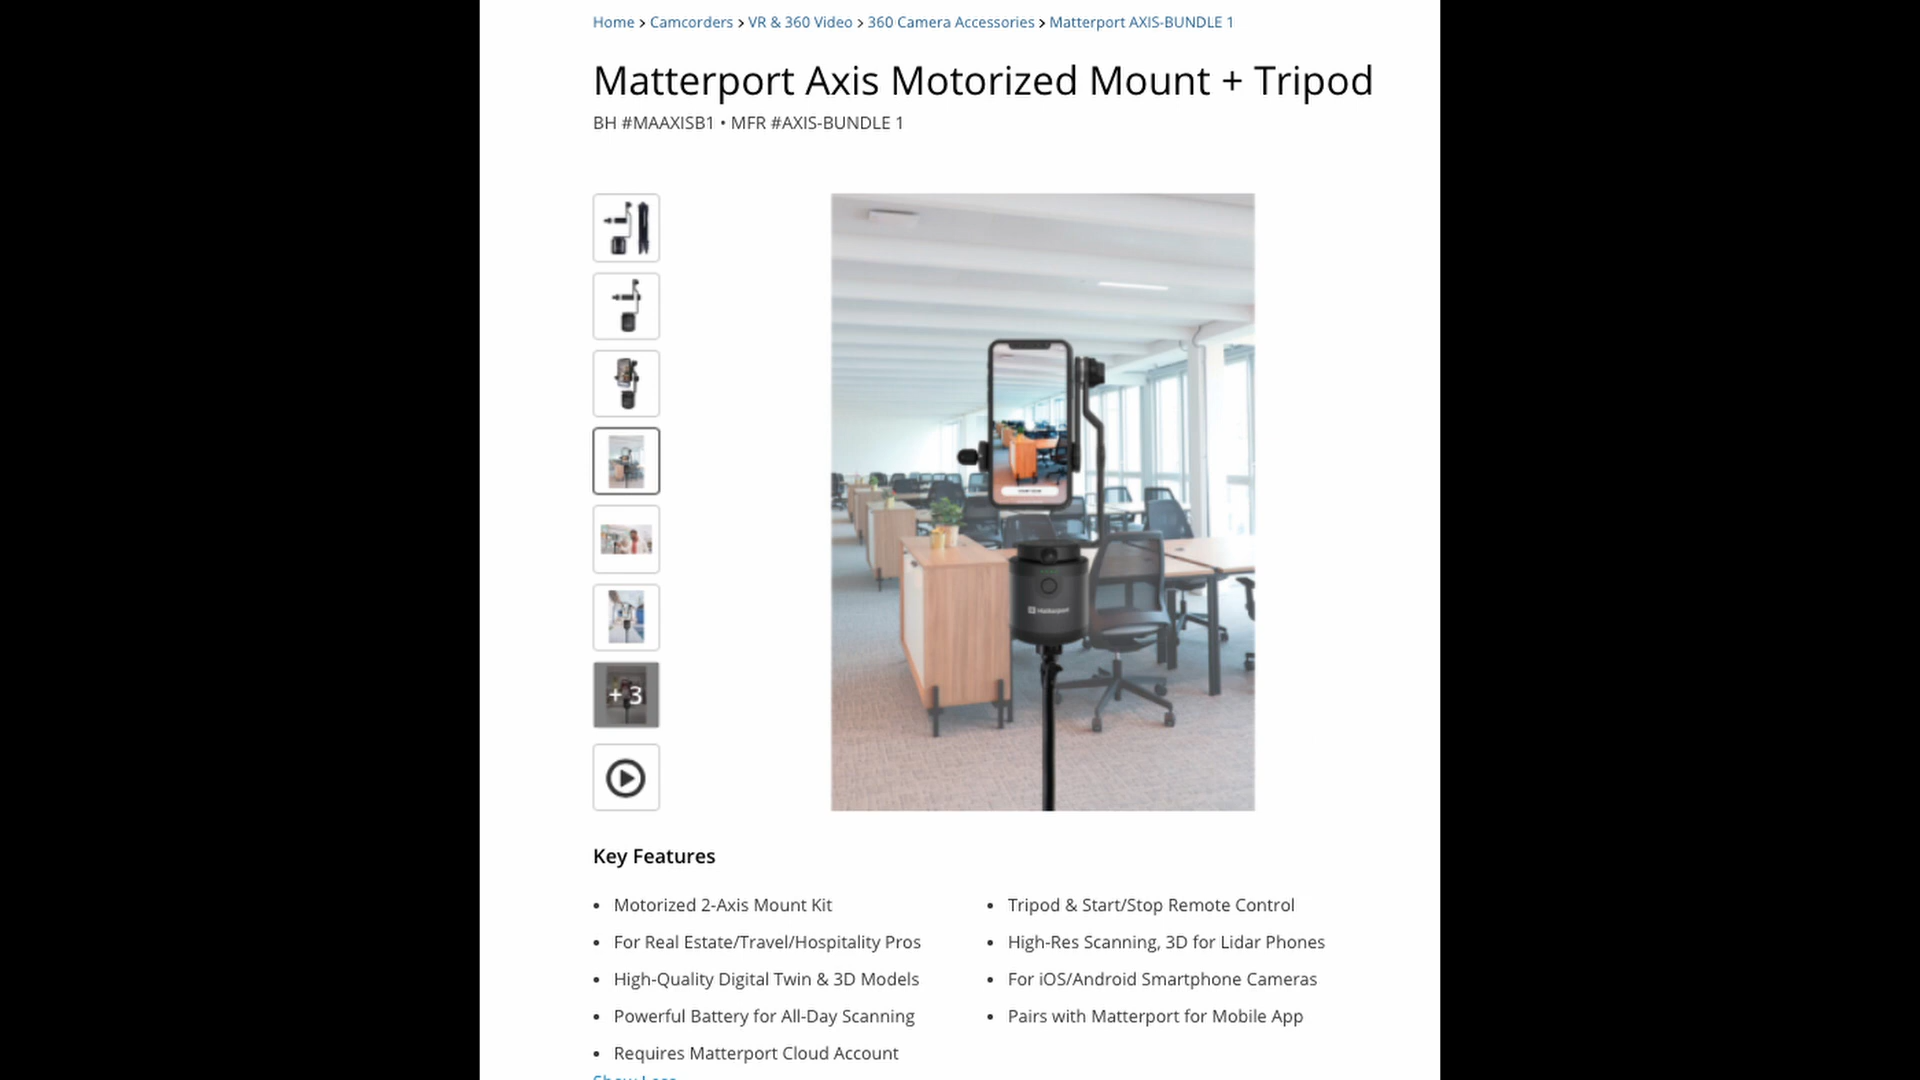 Home > Camcorders > VR & 360 Video > 360 Camera Accessories > Matterport AXIS-BUNDLE 1
Matterport Axis Motorized Mount + Tripod
BH #MAAXISB1 • MFR #AXIS-BUNDLE 1
Matterport
+ 3
Key Features
• Motorized 2-Axis Mount Kit
• For Real Estate/Travel/Hospitality Pros
• High-Quality Digital Twin & 3D Models
• Powerful Battery for All-Day Scanning
• Requires Matterport Cloud Account
• Tripod & Start/Stop Remote Control
• High-Res Scanning, 3D for Lidar Phones
• For iOS/Android Smartphone Cameras
• Pairs with Matterport for Mobile App
Show Less